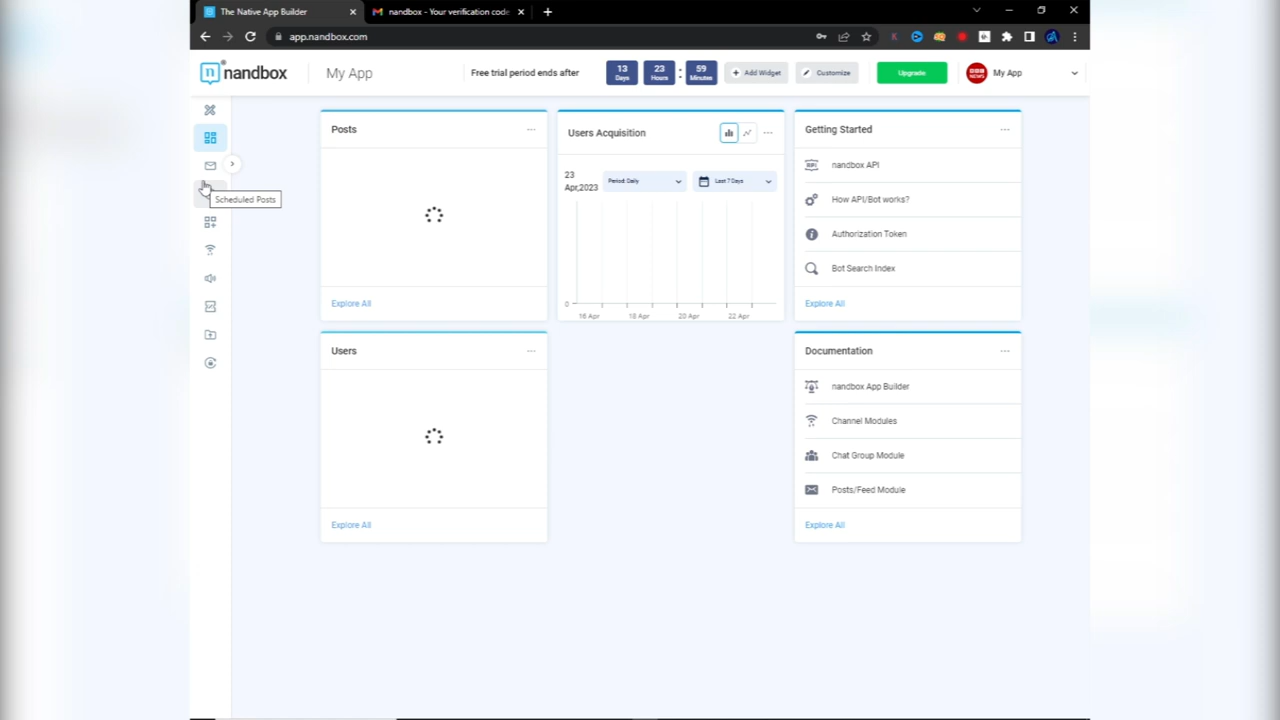 The Native App Builder
nandbox - Your verification code
app.nandbox.com
nandbox
My App
Free trial period ends after
13 Days
23 Hours
:
59 Minutes
Add Widget
Customize
Upgrade
My App
Scheduled Posts
Posts
Explore All
Users Acquisition
23 Apr,2023
Period: Daily
Last 7 Days
0
16 Apr
18 Apr
20 Apr
22 Apr
Getting Started
nandbox API
How API/Bot works?
Authorization Token
Bot Search Index
Explore All
Users
Explore All
Documentation
nandbox App Builder
Channel Modules
Chat Group Module
Posts/Feed Module
Explore All